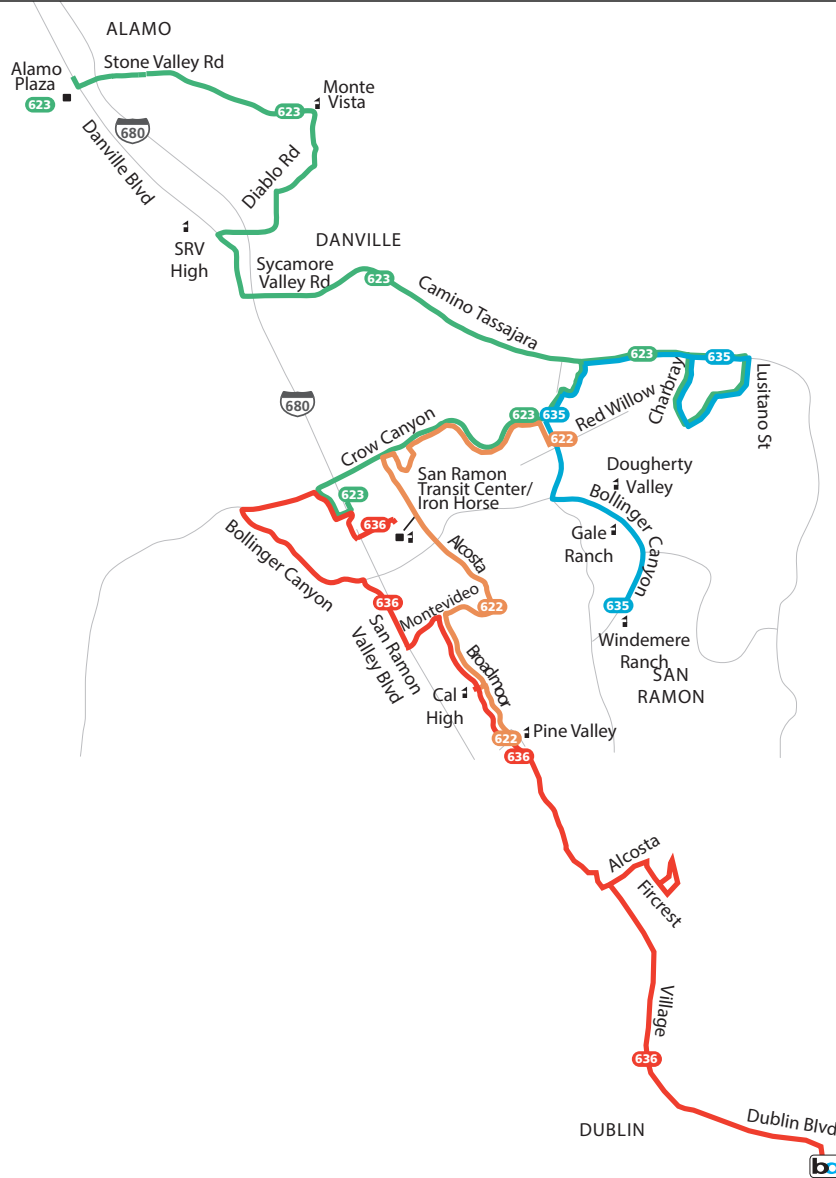 ALAMO
Stone Valley Rd
Alamo
Plaza
623
623
Monte
Vista
680
Danville Blvd
Diablo Rd
SRV
High
DANVILLE
Sycamore
Valley Rd
623
Camino Tassajara
623
635
Lusitano St
Charbray
Red Willow
680
Crow Canyon
623
635
622
San Ramon
Transit Center/
Iron Horse
Dougherty
Valley
623
636
Bollinger Canyon
Gale
Ranch
Bollinger Canyon
Alcosta
636
Montevideo
622
635
Windemere
Ranch
SAN
RAMON
San Ramon
Valley Blvd
Broadmoor
Cal
High
622
Pine Valley
636
Alcosta
Fircrest
Village
636
Dublin Blvd
DUBLIN